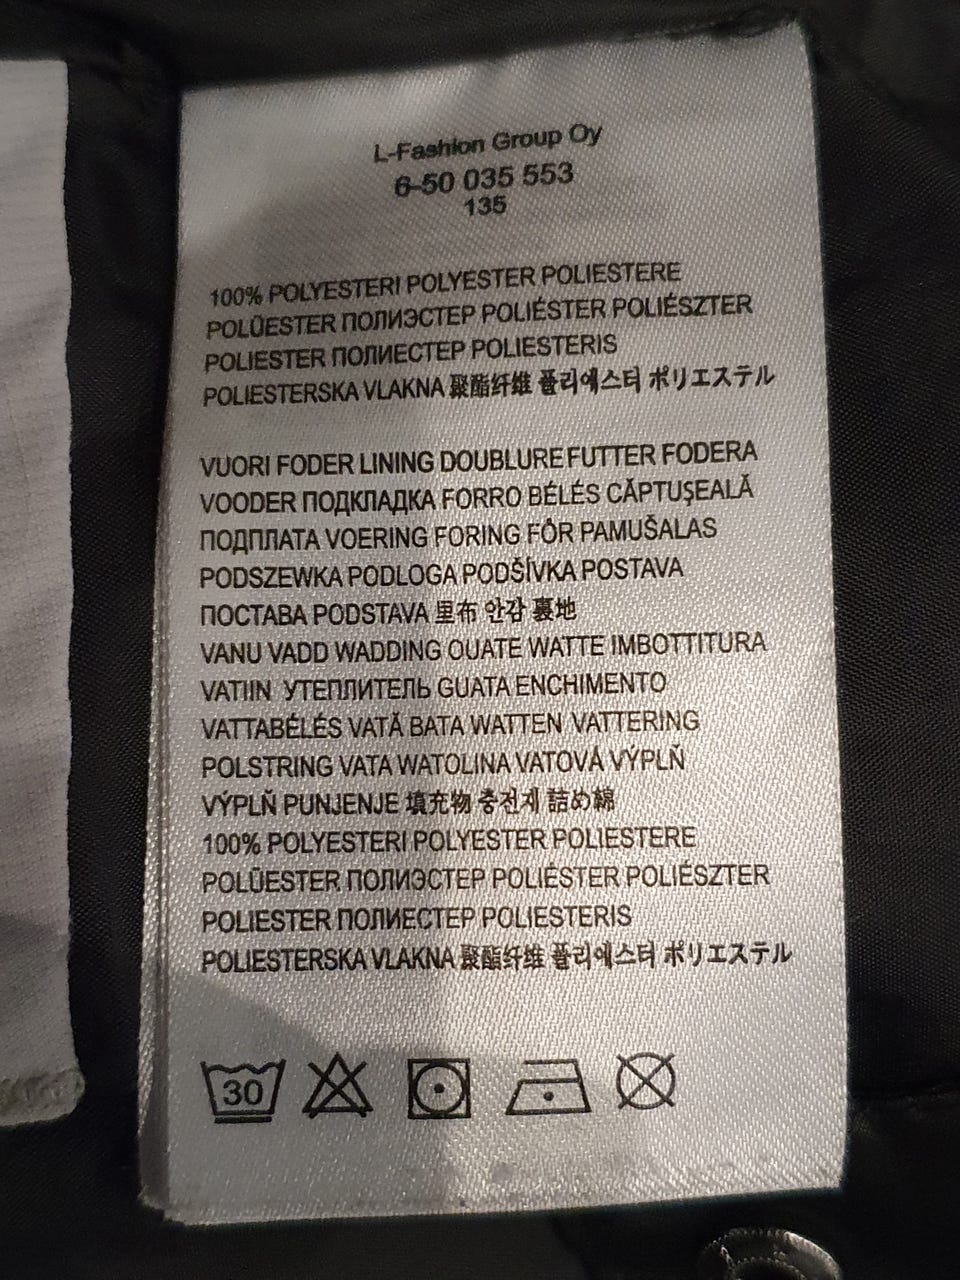 L-Fashion Group Oy
6-50 035 553
135
100% POLYESTERI POLYESTER POLIESTERE
POLÜESTER ПОЛИЭСТЕР POLIÉSTER POLIÉSZTER
POLIESTER ПОЛИЕСТЕР POLIESTERIS
POLIESTERSKA VLAKNA 聚酯纤维 폴리에스터 ポリエステル
VUORI FODER LINING DOUBLURE FUTTER FODERA
VOODER ПОДКЛАДКА FORRO BÉLÉS CĂPTUŞEALĂ
ПОДПЛАТА VOERING FORING FÔR PAMUŠALAS
PODSZEWKA PODLOGA PODŠÍVKA POSTAVA
ПОСТАВА PODSTAVA 里布 안감 裏地
VANU VADD WADDING OUATE WATTE IMBOTTITURA
VATIIN УТЕПЛИТЕЛЬ GUATA ENCHIMENTO
VATTABÉLÉS VATĂ BATA WATTEN VATTERING
POLSTRING VATA WATOLINA VATOVÁ VÝPLŇ
VÝPLŇ PUNJENJE 填充物 충전재 詰め綿
100% POLYESTERI POLYESTER POLIESTERE
POLÜESTER ПОЛИЭСТЕР POLIÉSTER POLIÉSZTER
POLIESTER ПОЛИЕСТЕР POLIESTERIS
POLIESTERSKA VLAKNA 聚酯纤维 폴리에스터 ポリエステル
30